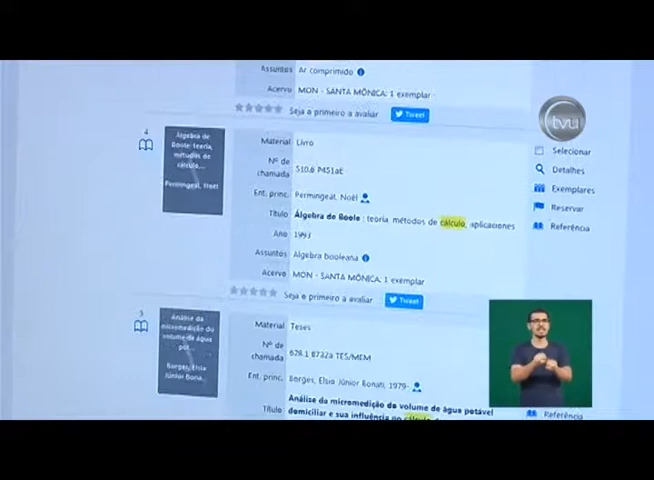 Assuntos Ar comprimido
Acervo MON - SANTA MÔNICA: 1 exemplar
Seja o primeiro a avaliar Tweet
tvu
4
Álgebra de
Boole: teoria,
métodos de
cálculo,...
Permingeat, Noël
Material Livro
Nº de
chamada 510.6 P451aE
Ent. princ. Permingeat, Noël
Título Álgebra de Boole : teoria, métodos de cálculo, aplicaciones
Ano 1993
Assuntos Álgebra booleana
Acervo MON - SANTA MÔNICA: 1 exemplar
Seja o primeiro a avaliar Tweet
Selecionar
Detalhes
Exemplares
Reservar
Referência
5
Análise da
micromedição do
volume de água
pot...
Borges, Elsio
Júnior Bona...
Material Teses
Nº de
chamada 628.1 B732a TES/MEM
Ent. princ. Borges, Elsio Júnior Bonati, 1979-
Título Análise da micromedição do volume de água potável
domiciliar e sua influência no cálculo
Referência